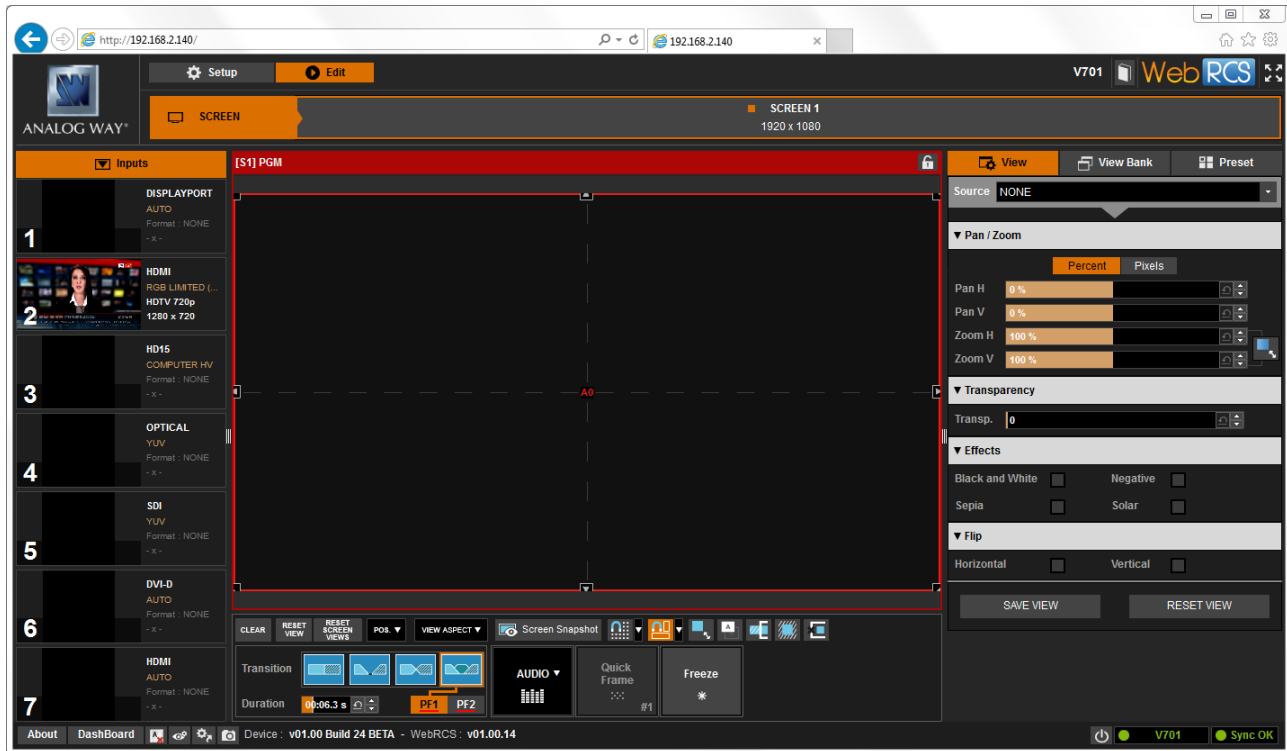 http://192.168.2.140/
192.168.2.140
ANALOG WAY®
Setup
Edit
V701
Web RCS
SCREEN
SCREEN 1
1920 x 1080
Inputs
1
DISPLAYPORT
AUTO
Format : NONE
- x -
2
HDMI
RGB LIMITED (...
HDTV 720p
1280 x 720
3
HD15
COMPUTER HV
Format : NONE
- x -
4
OPTICAL
YUV
Format : NONE
- x -
5
SDI
YUV
Format : NONE
- x -
6
DVI-D
AUTO
Format : NONE
- x -
7
HDMI
AUTO
Format : NONE
- x -
[S1] PGM
A0
CLEAR
RESET VIEW
RESET SCREEN VIEWS
POS. ▼
VIEW ASPECT ▼
Screen Snapshot
A
Transition
Duration
00:06.3 s
PF1
PF2
AUDIO ▼
Quick Frame
#1
Freeze
View
View Bank
Preset
Source
NONE
▼ Pan / Zoom
Percent
Pixels
Pan H
0 %
Pan V
0 %
Zoom H
100 %
Zoom V
100 %
▼ Transparency
Transp.
0
▼ Effects
Black and White
Negative
Sepia
Solar
▼ Flip
Horizontal
Vertical
SAVE VIEW
RESET VIEW
About
DashBoard
Device : v01.00 Build 24 BETA - WebRCS : v01.00.14
V701
Sync OK